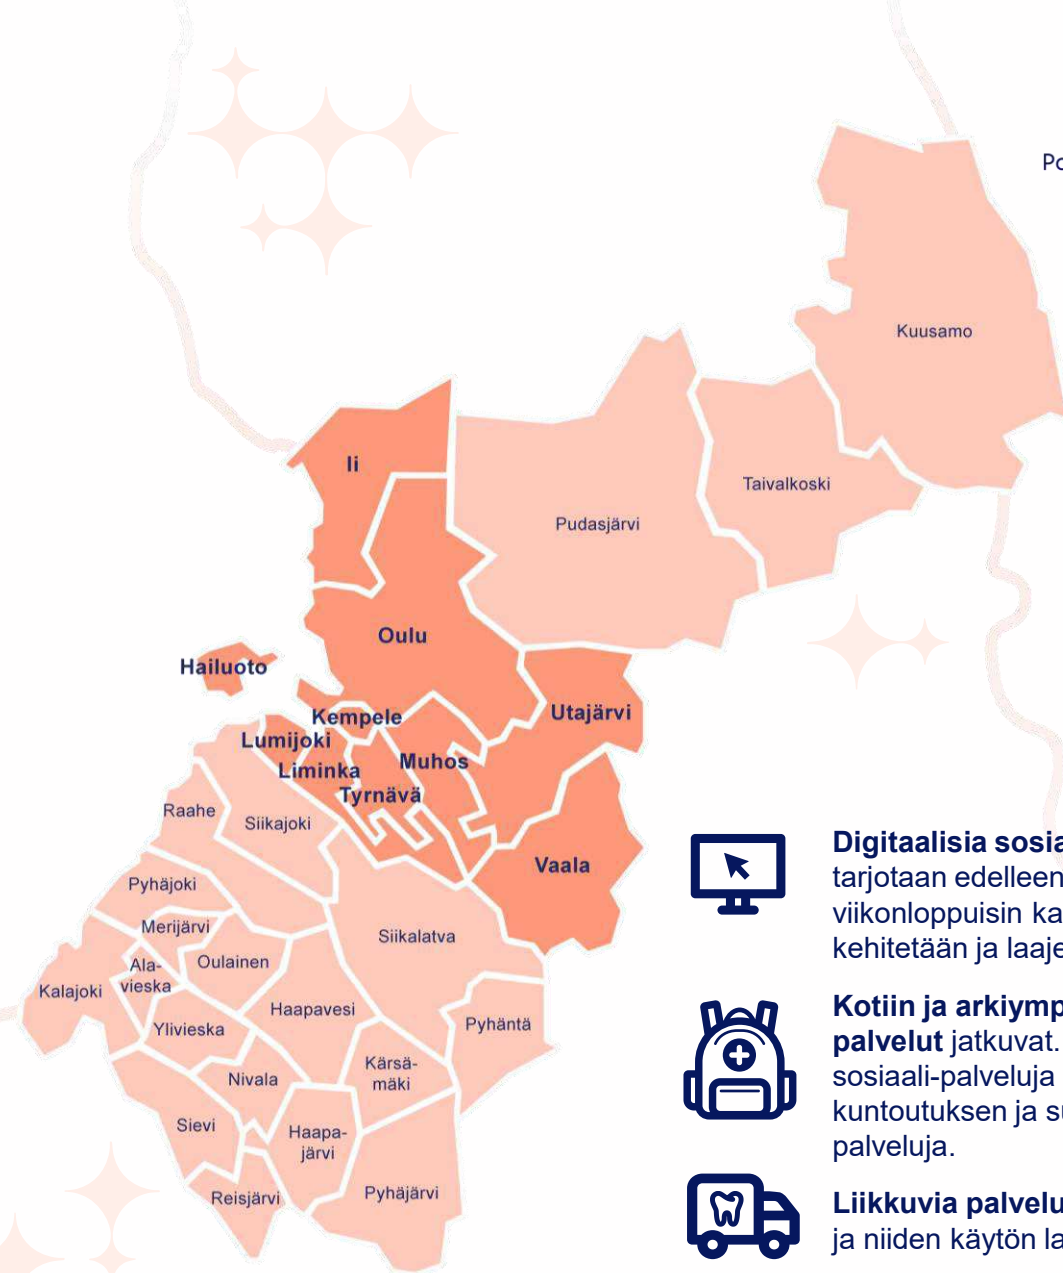 Po
Kuusamo
Ii
Taivalkoski
Pudasjärvi
Oulu
Hailuoto
Utajärvi
Kempele
Lumijoki
Muhos
Liminka
Tyrnävä
Raahe
Siikajoki
Vaala
Pyhäjoki
Merijärvi
Siikalatva
Oulainen
Ala-
vieska
Kalajoki
Haapavesi
Ylivieska
Pyhäntä
Kärsä-
mäki
Nivala
Sievi
Haapa-
järvi
Reisjärvi
Pyhäjärvi
Digitaalisia sosia
tarjotaan edelleen
viikonloppuisin ka
kehitetään ja laaje
Kotiin ja arkiymp
palvelut jatkuvat.
sosiaali-palveluja
kuntoutuksen ja su
palveluja.
Liikkuvia palvelu
ja niiden käytön la